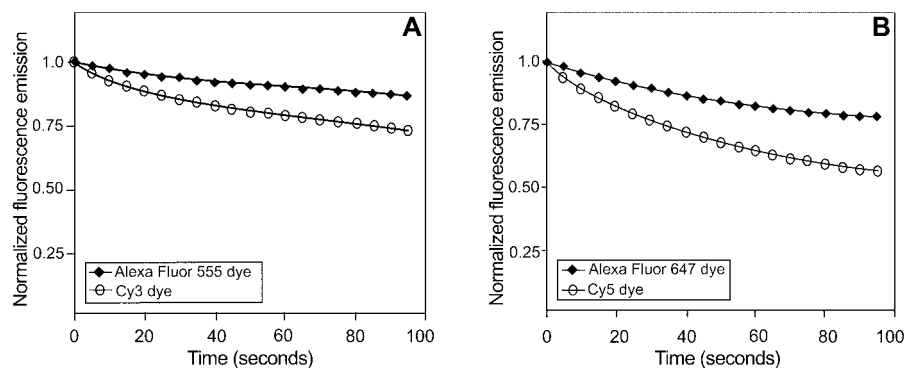 A
Normalized fluorescence emission
1.0
0.75
0.50
0.25
Alexa Fluor 555 dye
Cy3 dye
0 20 40 60 80 100
Time (seconds)
B
Normalized fluorescence emission
1.0
0.75
0.50
0.25
Alexa Fluor 647 dye
Cy5 dye
0 20 40 60 80 100
Time (seconds)